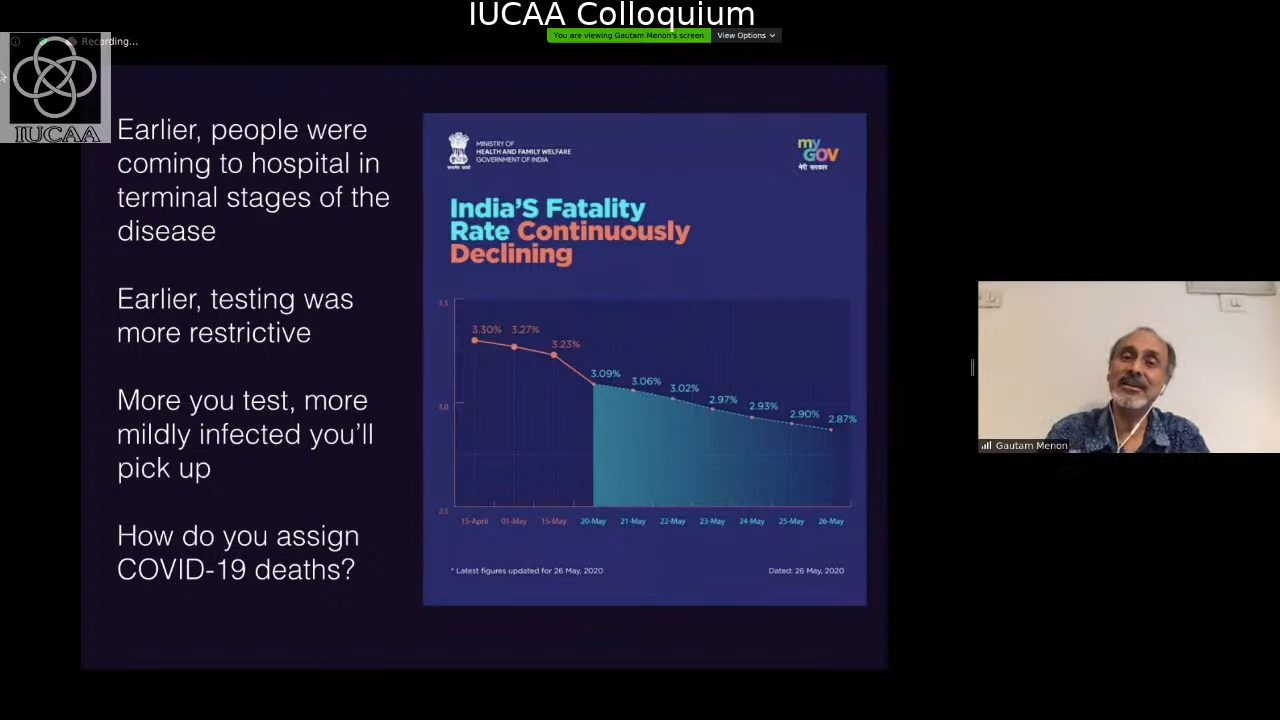 IUCAA Colloquium
You are viewing Gautam Menon's screen
View Options
Recording...
IUCAA
Earlier, people were
coming to hospital in
terminal stages of the
disease
Earlier, testing was
more restrictive
More you test, more
mildly infected you'll
pick up
How do you assign
COVID-19 deaths?
सत्यमेव जयते
MINISTRY OF
HEALTH AND FAMILY WELFARE
GOVERNMENT OF INDIA
my
GOV
मेरी सरकार
India'S Fatality
Rate Continuously
Declining
3.5
3.30% 3.27%
3.23%
3.09%
3.06%
3.02%
2.97%
2.93%
2.90%
2.87%
3.0
2.5
15-April 01-May 15-May 20-May 21-May 22-May 23-May 24-May 25-May 26-May
* Latest figures updated for 26 May, 2020
Dated: 26 May, 2020
Gautam Menon